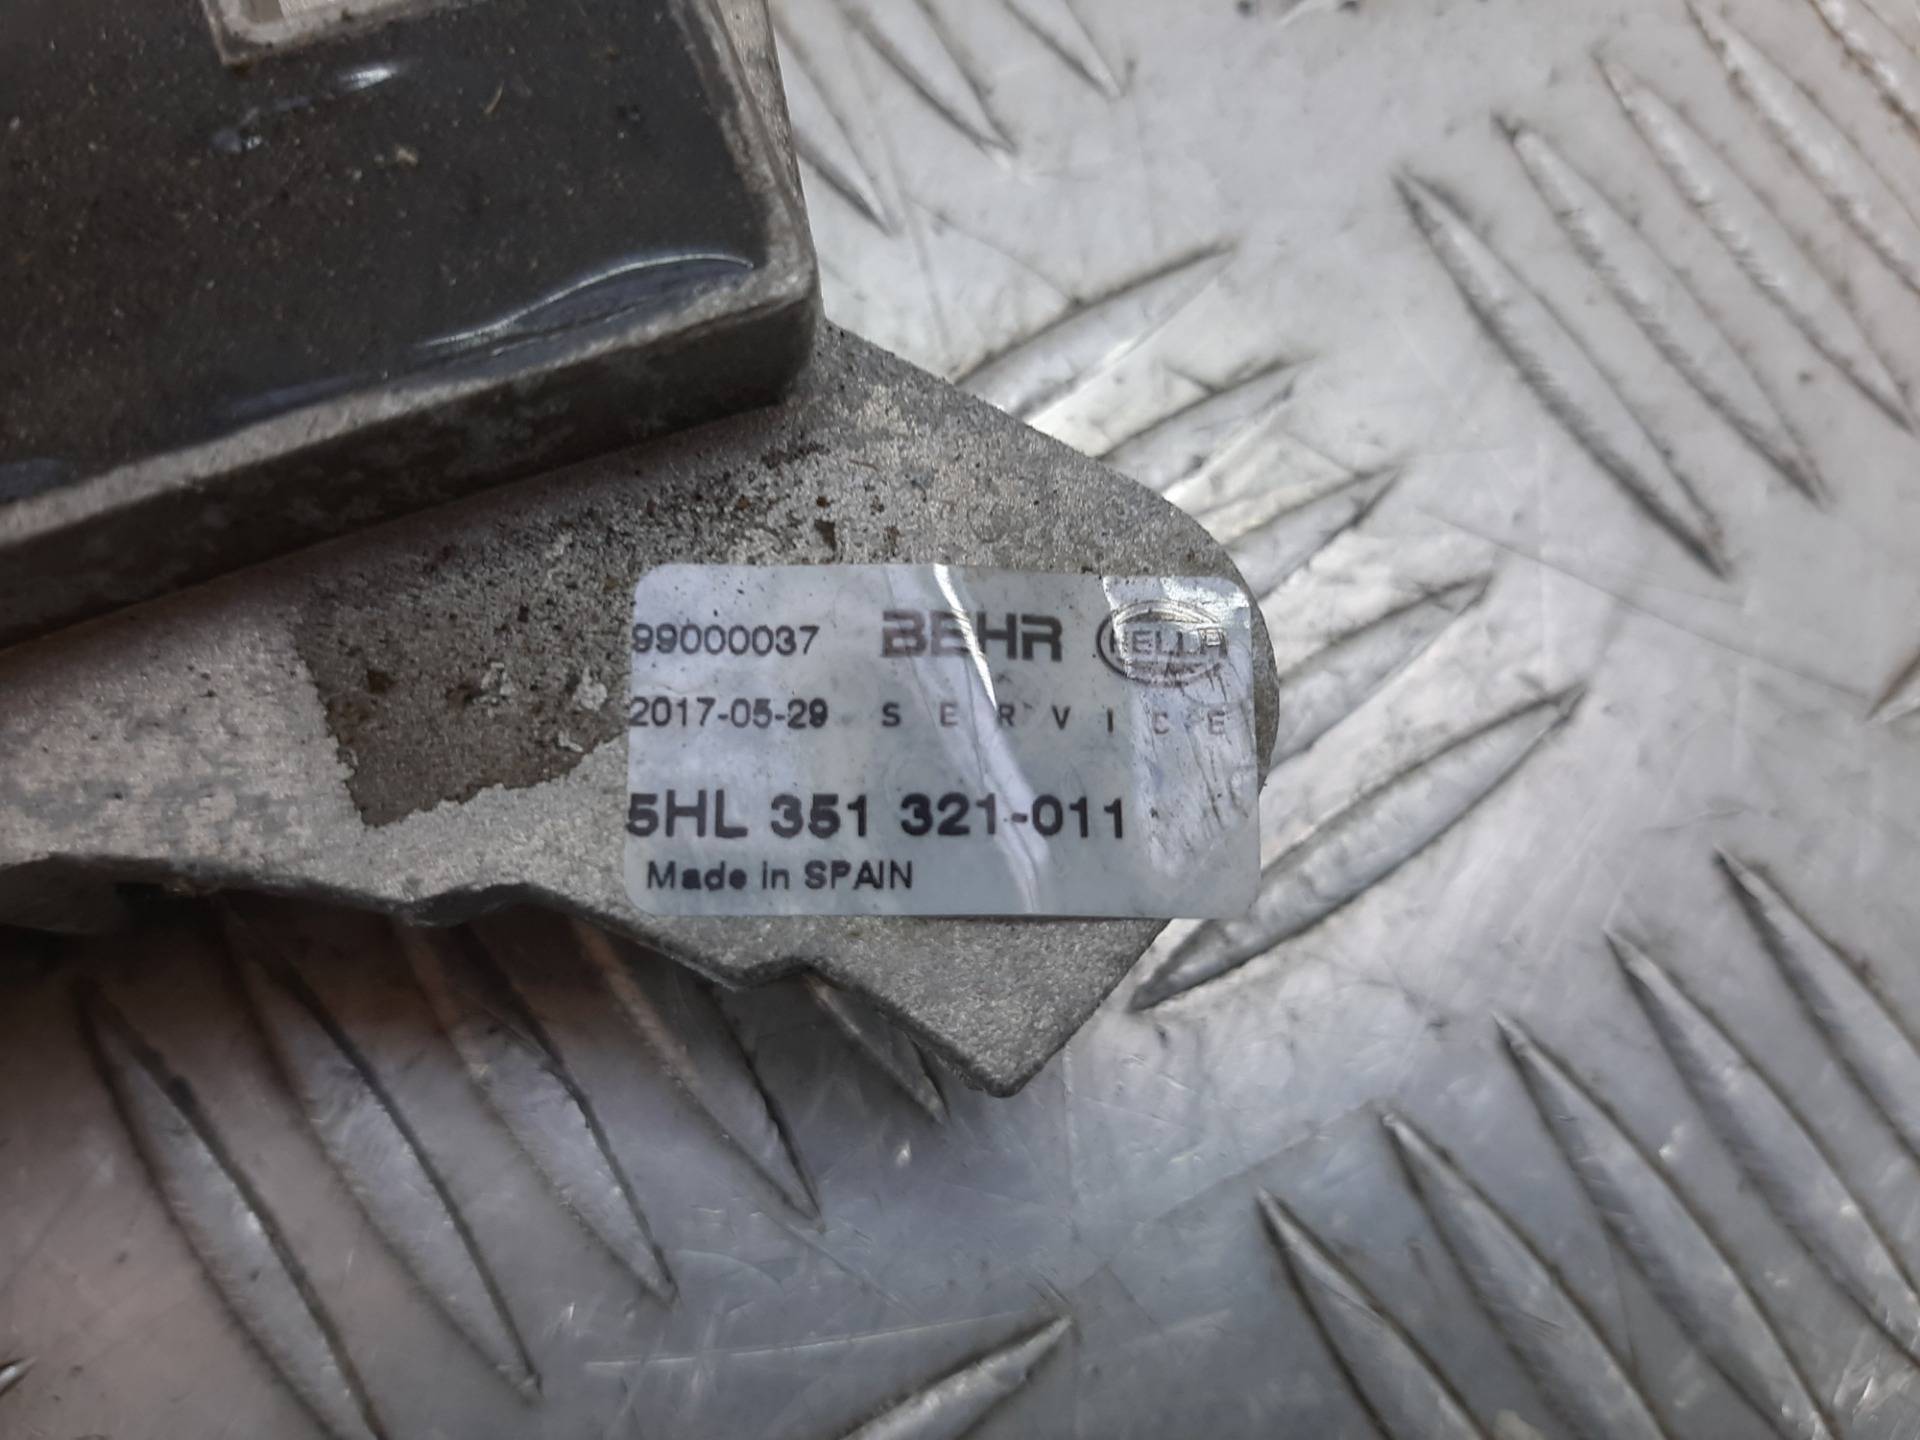 99000037 BEHR HELLA
2017-05-29 SERVICE
5HL 351 321-011
Made in SPAIN